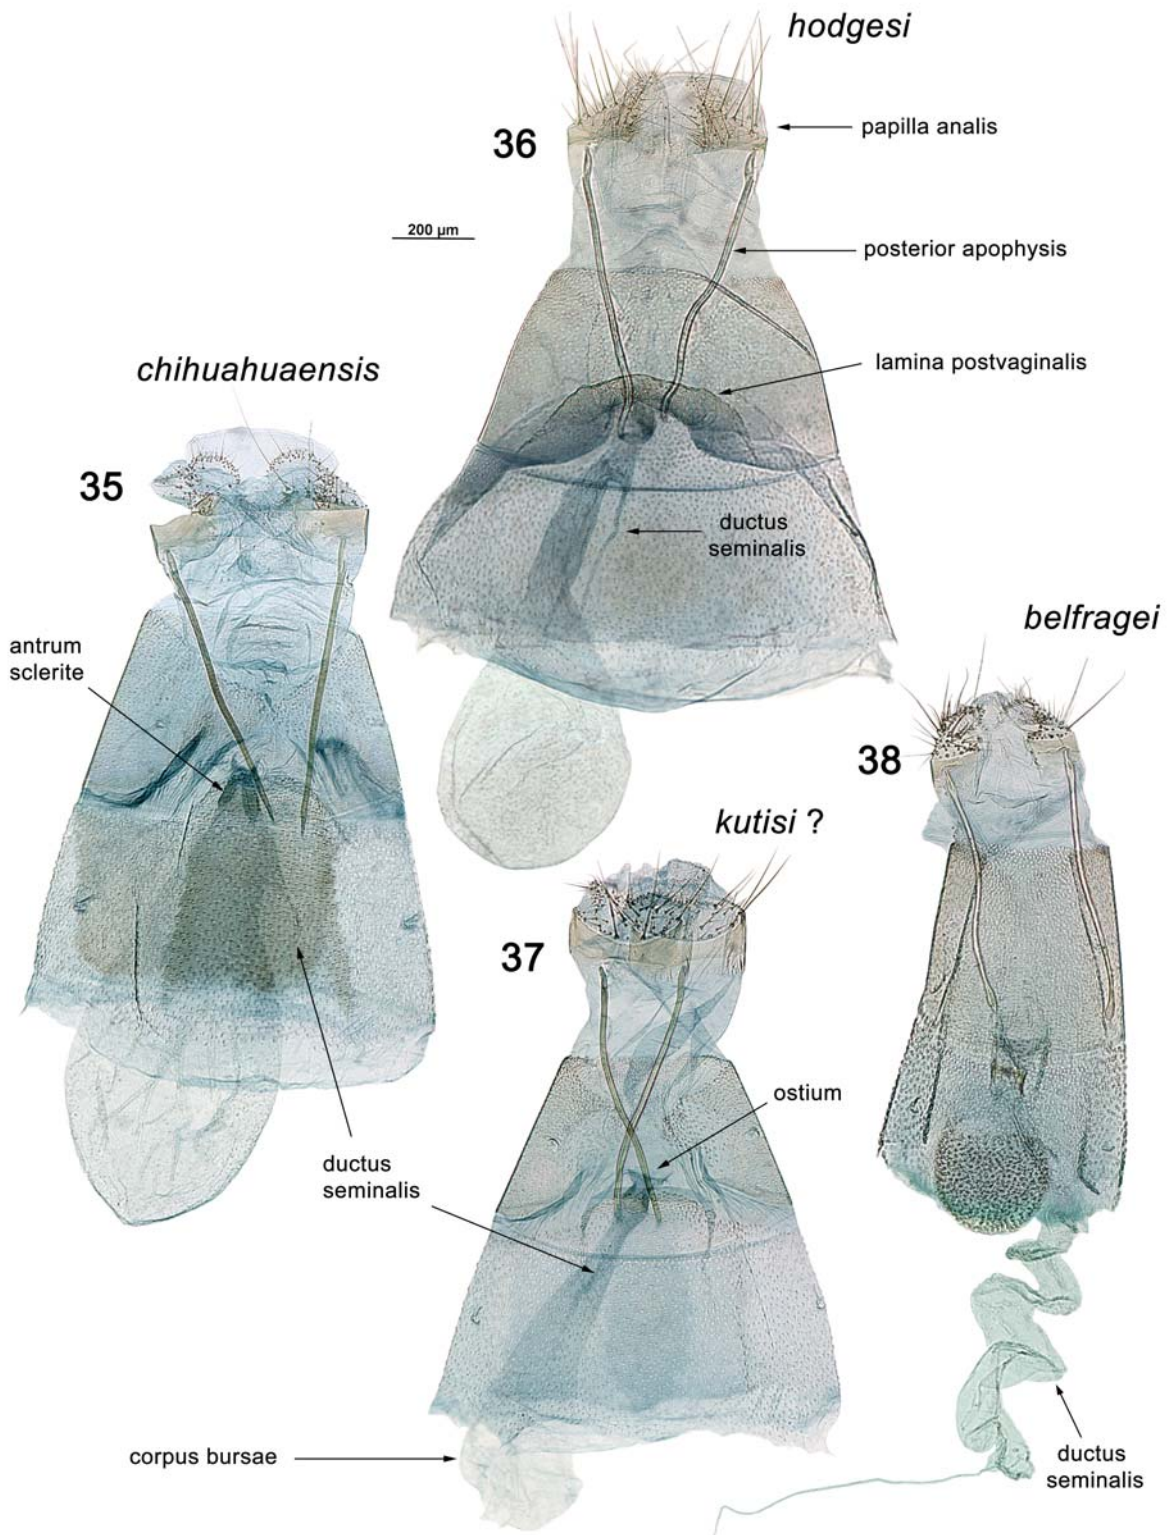 hodgesi
36
papilla analis
200 µm
posterior apophysis
lamina postvaginalis
chihuahuaensis
35
ductus
seminalis
antrum
sclerite
belfragei
38
kutisi ?
37
ostium
ductus
seminalis
corpus bursae
ductus
seminalis